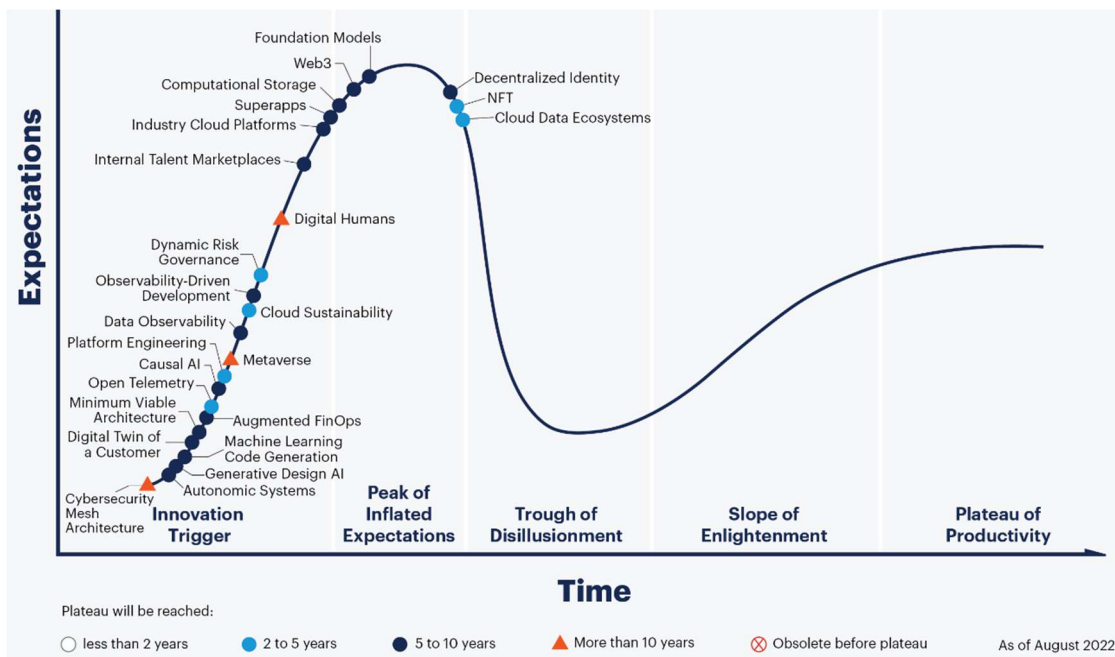 Expectations
Foundation Models
Web3
Computational Storage
Superapps
Industry Cloud Platforms
Internal Talent Marketplaces
Decentralized Identity
NFT
Cloud Data Ecosystems
Digital Humans
Dynamic Risk
Governance
Observability-Driven
Development
Cloud Sustainability
Data Observability
Platform Engineering
Metaverse
Causal AI
Open Telemetry
Minimum Viable
Architecture
Augmented FinOps
Digital Twin of
a Customer
Machine Learning
Code Generation
Generative Design AI
Autonomic Systems
Cybersecurity
Mesh
Architecture
Innovation
Trigger
Peak of
Inflated
Expectations
Trough of
Disillusionment
Slope of
Enlightenment
Plateau of
Productivity
Time
Plateau will be reached:
less than 2 years
2 to 5 years
5 to 10 years
More than 10 years
Obsolete before plateau
As of August 2022